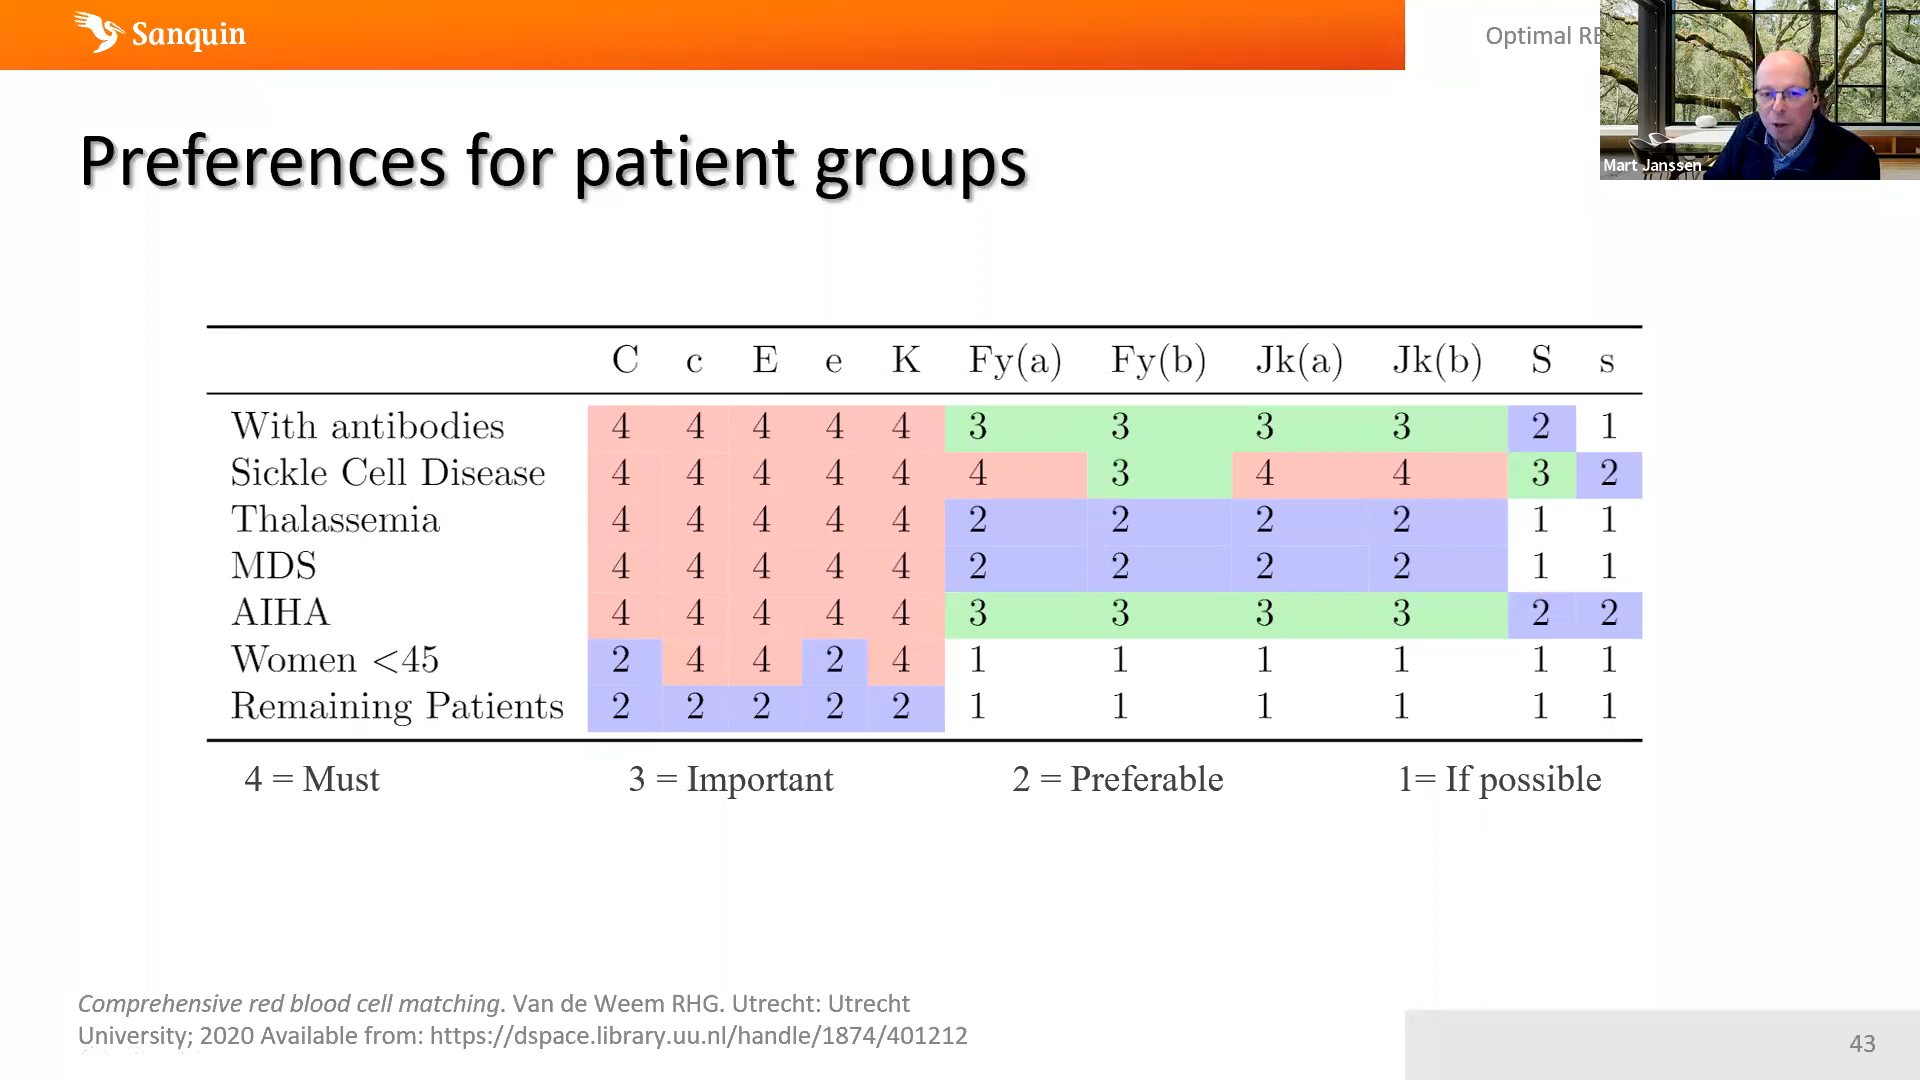 Sanquin
Optimal RE
Mart Janssen
Preferences for patient groups
C c E e K Fy(a) Fy(b) Jk(a) Jk(b) S s
With antibodies 4 4 4 4 4 3 3 3 3 2 1
Sickle Cell Disease 4 4 4 4 4 4 3 4 4 3 2
Thalassemia 4 4 4 4 4 2 2 2 2 1 1
MDS 4 4 4 4 4 2 2 2 2 1 1
AIHA 4 4 4 4 4 3 3 3 3 2 2
Women <45 2 4 4 2 4 1 1 1 1 1 1
Remaining Patients 2 2 2 2 2 1 1 1 1 1 1
4 = Must 3 = Important 2 = Preferable 1= If possible
Comprehensive red blood cell matching. Van de Weem RHG. Utrecht: Utrecht
University; 2020 Available from: https://dspace.library.uu.nl/handle/1874/401212
43